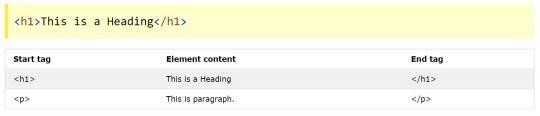 <h1>This is a Heading</h1>
Start tag Element content End tag
<h1> This is a Heading </h1>
<p> This is paragraph. </p>